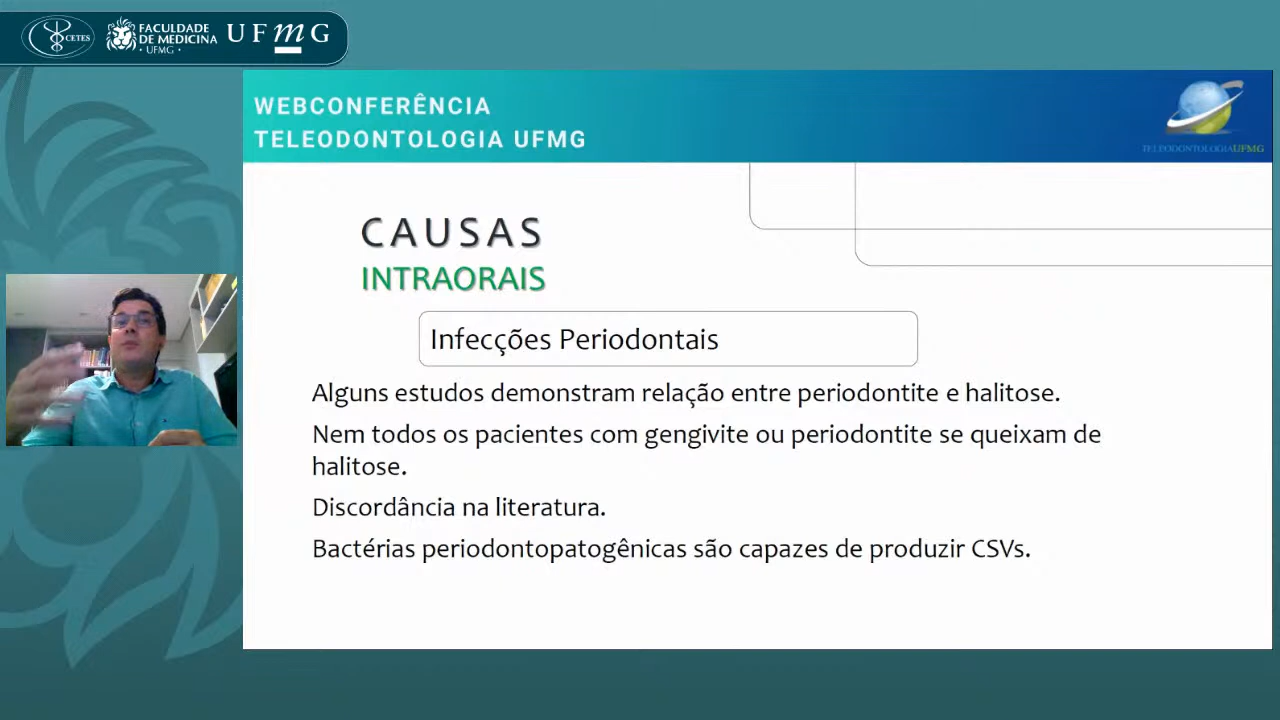 CETES
FACULDADE
DE MEDICINA
• UFMG •
UFmG
WEBCONFERÊNCIA
TELEODONTOLOGIA UFMG
TELEODONTOLOGIAUFMG
CAUSAS
INTRAORAIS
Infecções Periodontais
Alguns estudos demonstram relação entre periodontite e halitose.
Nem todos os pacientes com gengivite ou periodontite se queixam de
halitose.
Discordância na literatura.
Bactérias periodontopatogênicas são capazes de produzir CSVs.